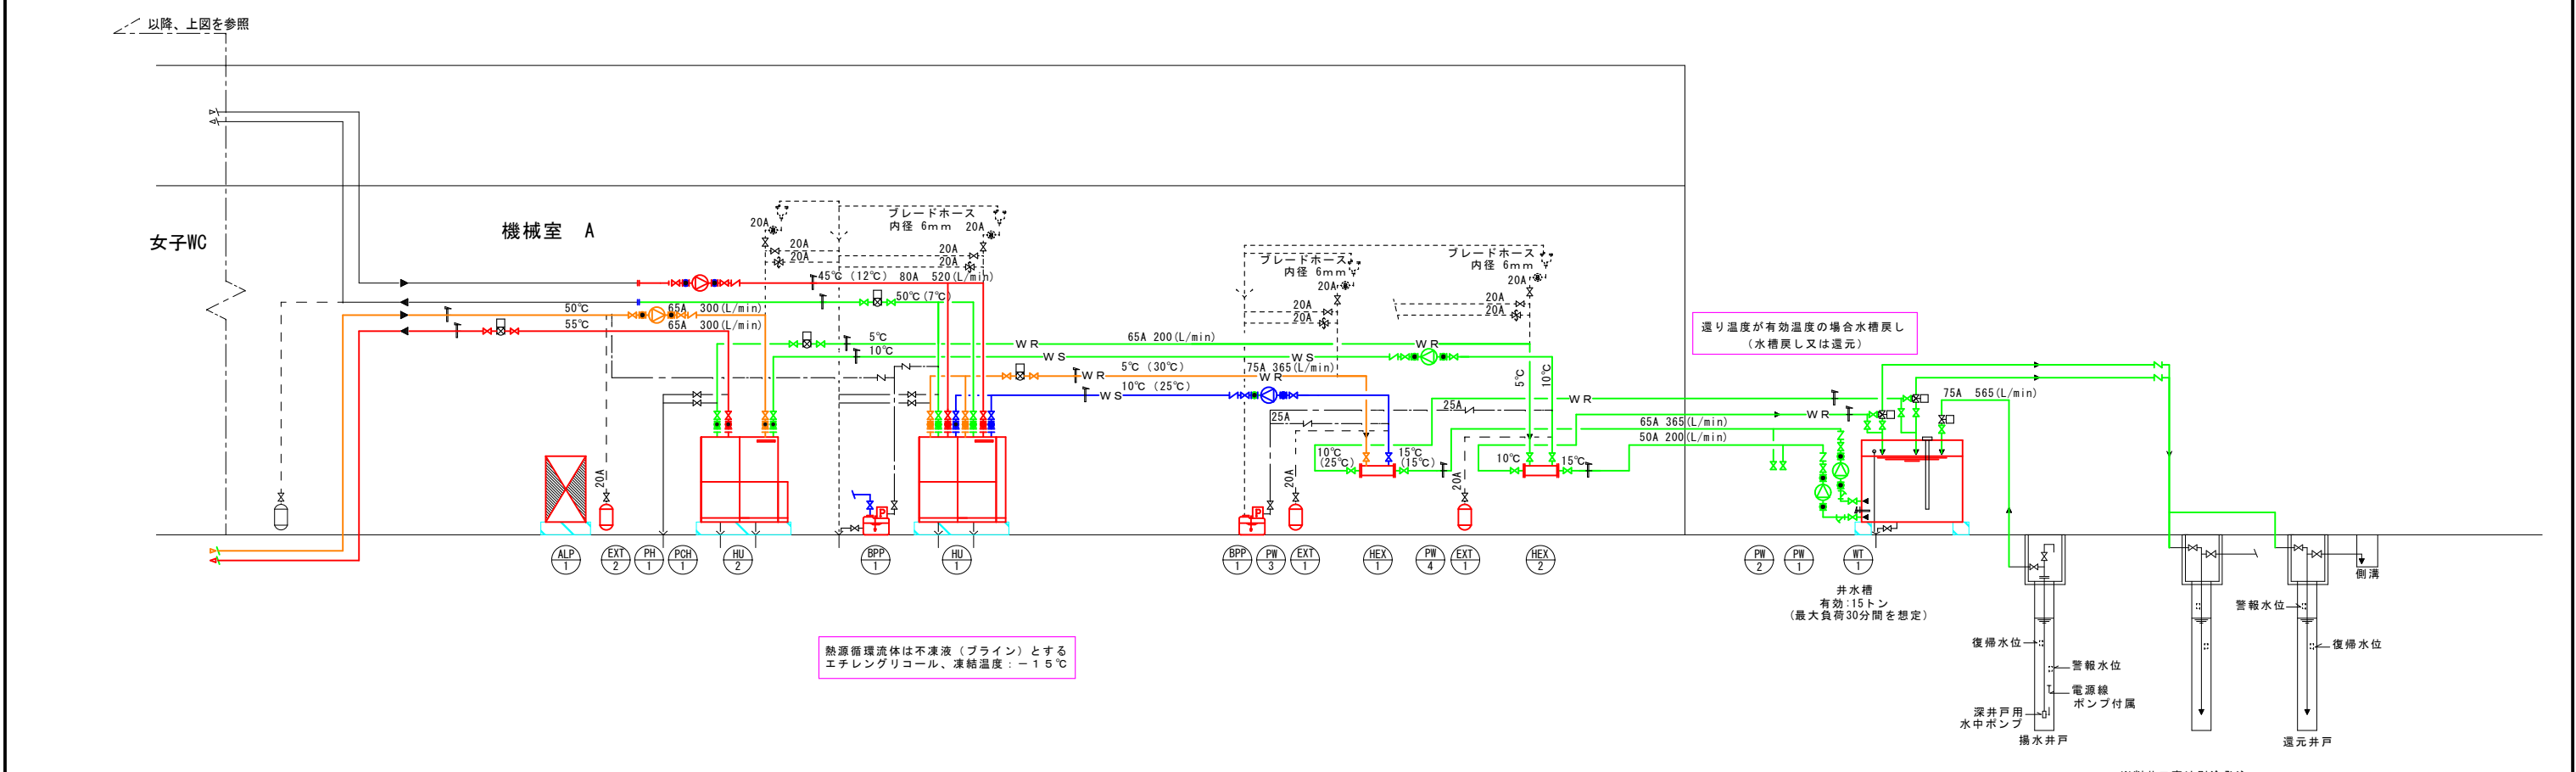 以降、上図を参照
女子WC
機械室 A
20A
20A
20A
ブレードホース
内径 6mm
20A
20A
20A
45℃ (12℃) 80A 520(L/min)
50℃(7℃)
50℃ 65A 300(L/min)
55℃ 65A 300(L/min)
5℃
WR
65A 200(L/min)
WR
10℃
WS
WS
WR
5℃ (30℃)
75A 365(L/min)
WR
10℃ (25℃)
WS
ブレードホース
内径 6mm
20A
20A
20A
ブレードホース
内径 6mm
20A
20A
20A
5℃
10℃
25A
25A
WR
WR
65A 365(L/min)
50A 200(L/min)
10℃
(25℃)
15℃
(15℃)
10℃
15℃
20A
20A
20A
還り温度が有効温度の場合水槽戻し
(水槽戻し又は還元)
75A 565(L/min)
P
P
ALP
1
EXT
2
PH
1
PCH
1
HU
2
BPP
1
HU
1
BPP
1
PW
3
EXT
1
HEX
1
PW
4
EXT
1
HEX
2
PW
2
PW
1
WT
1
井水槽
有効:15トン
(最大負荷30分間を想定)
側溝
警報水位
復帰水位
復帰水位
警報水位
電源線
ポンプ付属
深井戸用
水中ポンプ
揚水井戸
還元井戸
熱源循環流体は不凍液（ブライン）とする
エチレングリコール、凍結温度：－１５℃